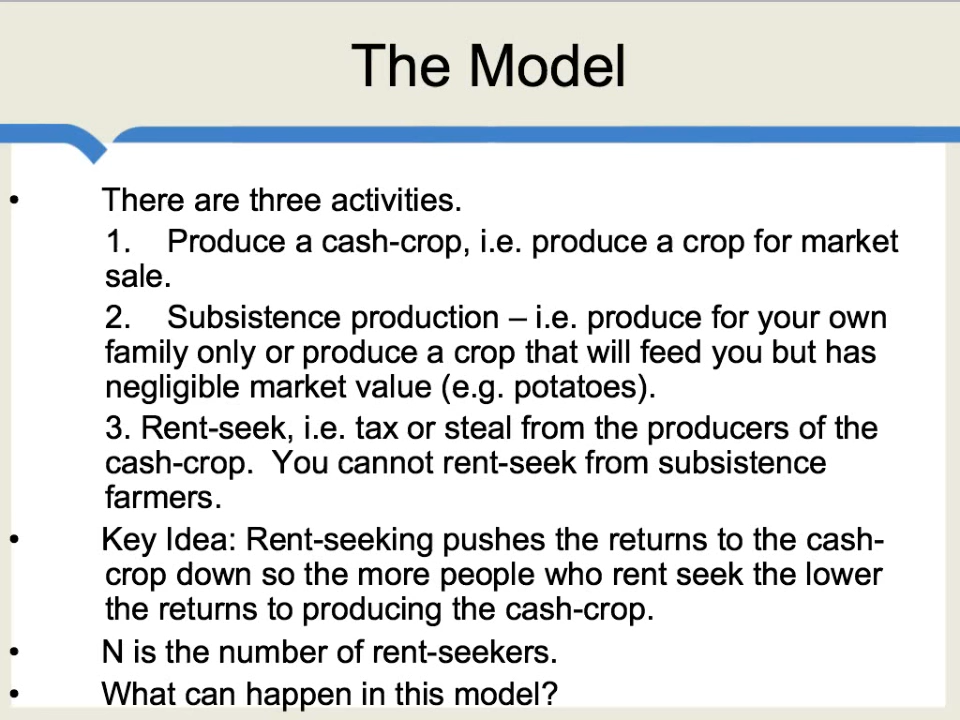 The Model
• There are three activities.
1. Produce a cash-crop, i.e. produce a crop for market
sale.
2. Subsistence production – i.e. produce for your own
family only or produce a crop that will feed you but has
negligible market value (e.g. potatoes).
3. Rent-seek, i.e. tax or steal from the producers of the
cash-crop. You cannot rent-seek from subsistence
farmers.
• Key Idea: Rent-seeking pushes the returns to the cash-
crop down so the more people who rent seek the lower
the returns to producing the cash-crop.
• N is the number of rent-seekers.
• What can happen in this model?